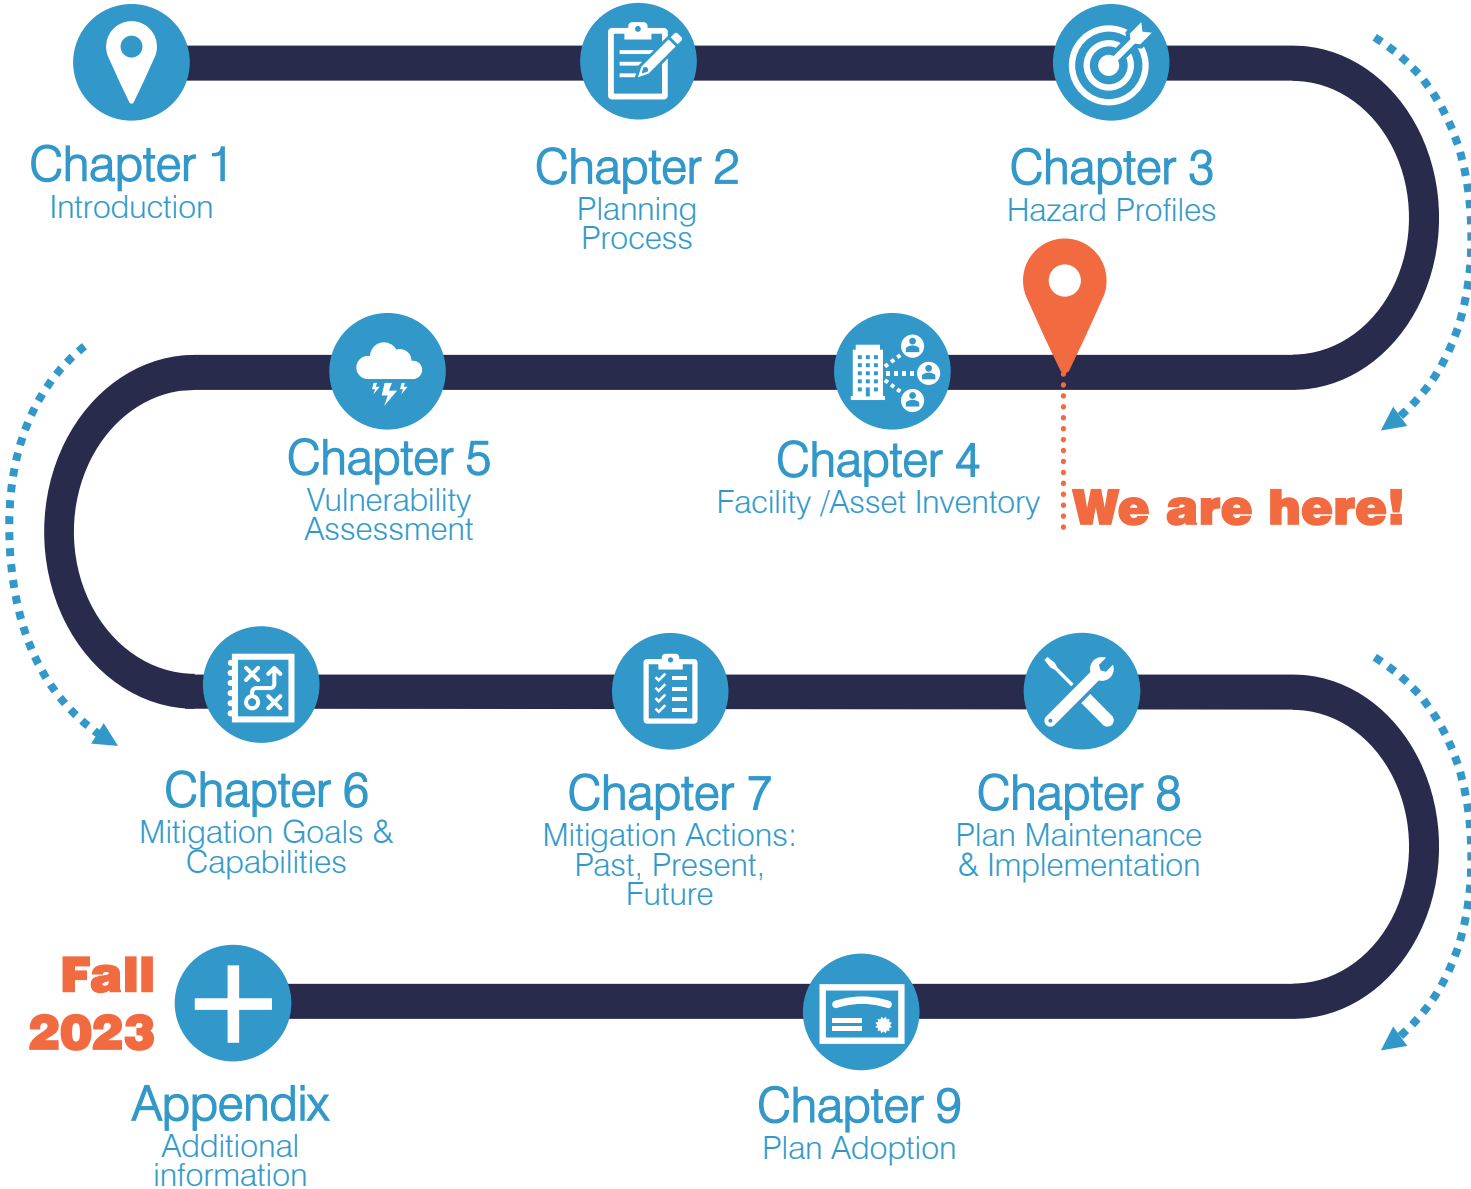 Chapter 1
Introduction
Chapter 2
Planning
Process
Chapter 3
Hazard Profiles
Chapter 5
Vulnerability
Assessment
Chapter 4
Facility /Asset Inventory
We are here!
Chapter 6
Mitigation Goals &
Capabilities
Chapter 7
Mitigation Actions:
Past, Present,
Future
Chapter 8
Plan Maintenance
& Implementation
Fall
2023
Appendix
Additional
information
Chapter 9
Plan Adoption